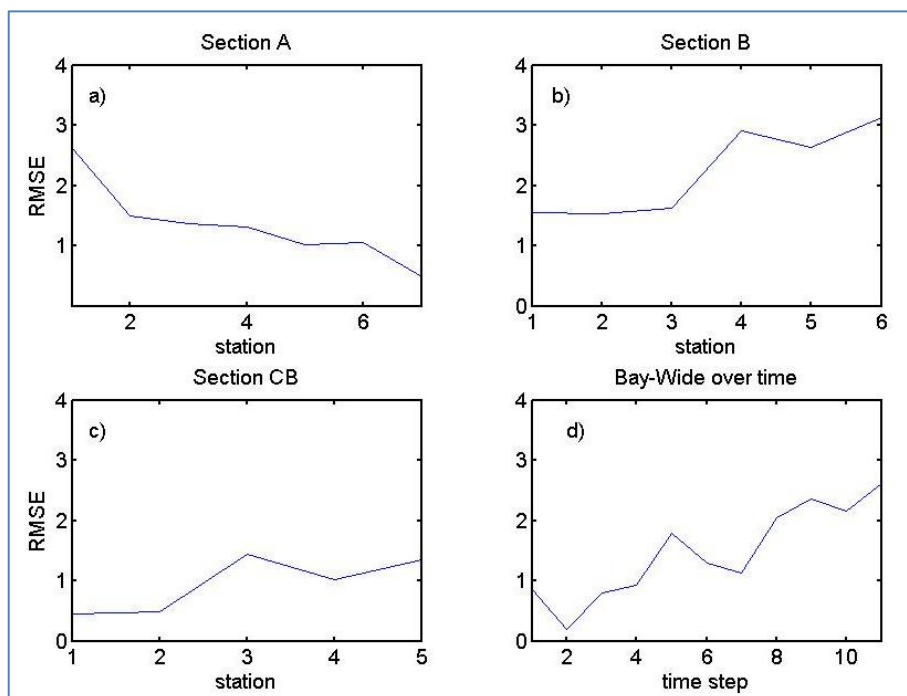 Section A
4
a)
3
2
1
RMSE
2 4 6
station
Section B
4
b)
3
2
1
0
1 2 3 4 5 6
station
Section CB
4
c)
3
2
1
0
RMSE
1 2 3 4 5
station
Bay-Wide over time
4
d)
3
2
1
0
2 4 6 8 10
time step